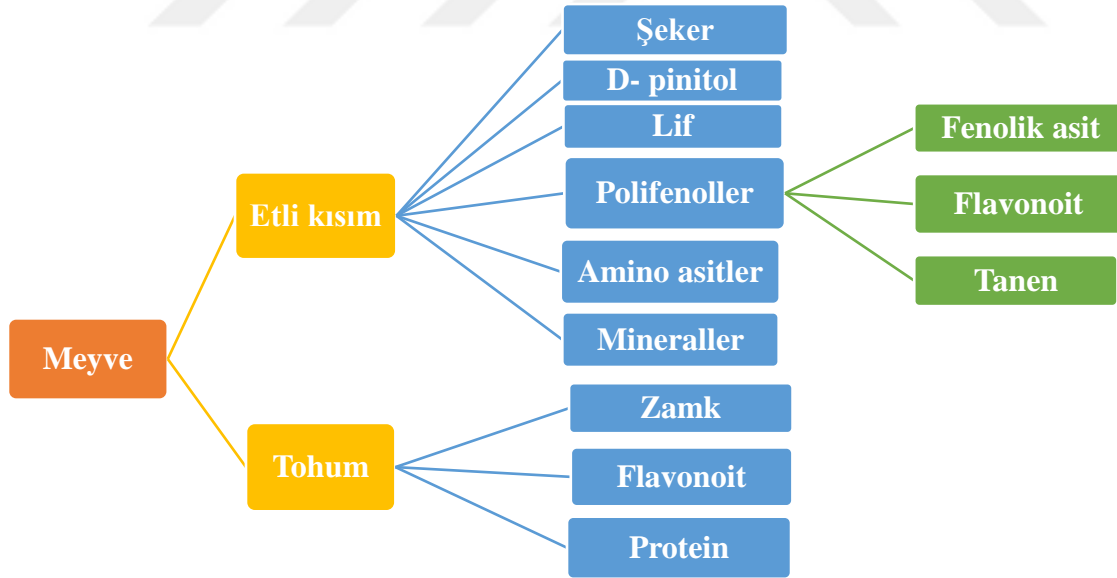 Meyve
Etli kısım
Şeker
D- pinitol
Lif
Polifenoller
Fenolik asit
Flavonoit
Tanen
Amino asitler
Mineraller
Tohum
Zamk
Flavonoit
Protein